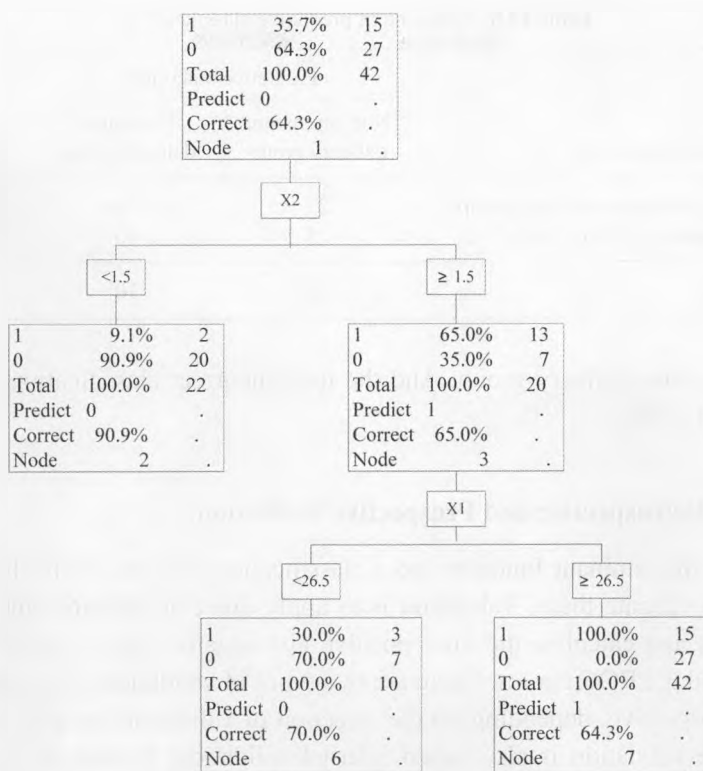 1 35.7% 15
0 64.3% 27
Total 100.0% 42
Predict 0 .
Correct 64.3% .
Node 1 .
X2
<1.5
≥ 1.5
1 9.1% 2
0 90.9% 20
Total 100.0% 22
Predict 0 .
Correct 90.9% .
Node 2 .
1 65.0% 13
0 35.0% 7
Total 100.0% 20
Predict 1 .
Correct 65.0% .
Node 3 .
X1
<26.5
≥ 26.5
1 30.0% 3
0 70.0% 7
Total 100.0% 10
Predict 0 .
Correct 70.0% .
Node 6 .
1 100.0% 15
0 0.0% 27
Total 100.0% 42
Predict 1 .
Correct 64.3% .
Node 7 .